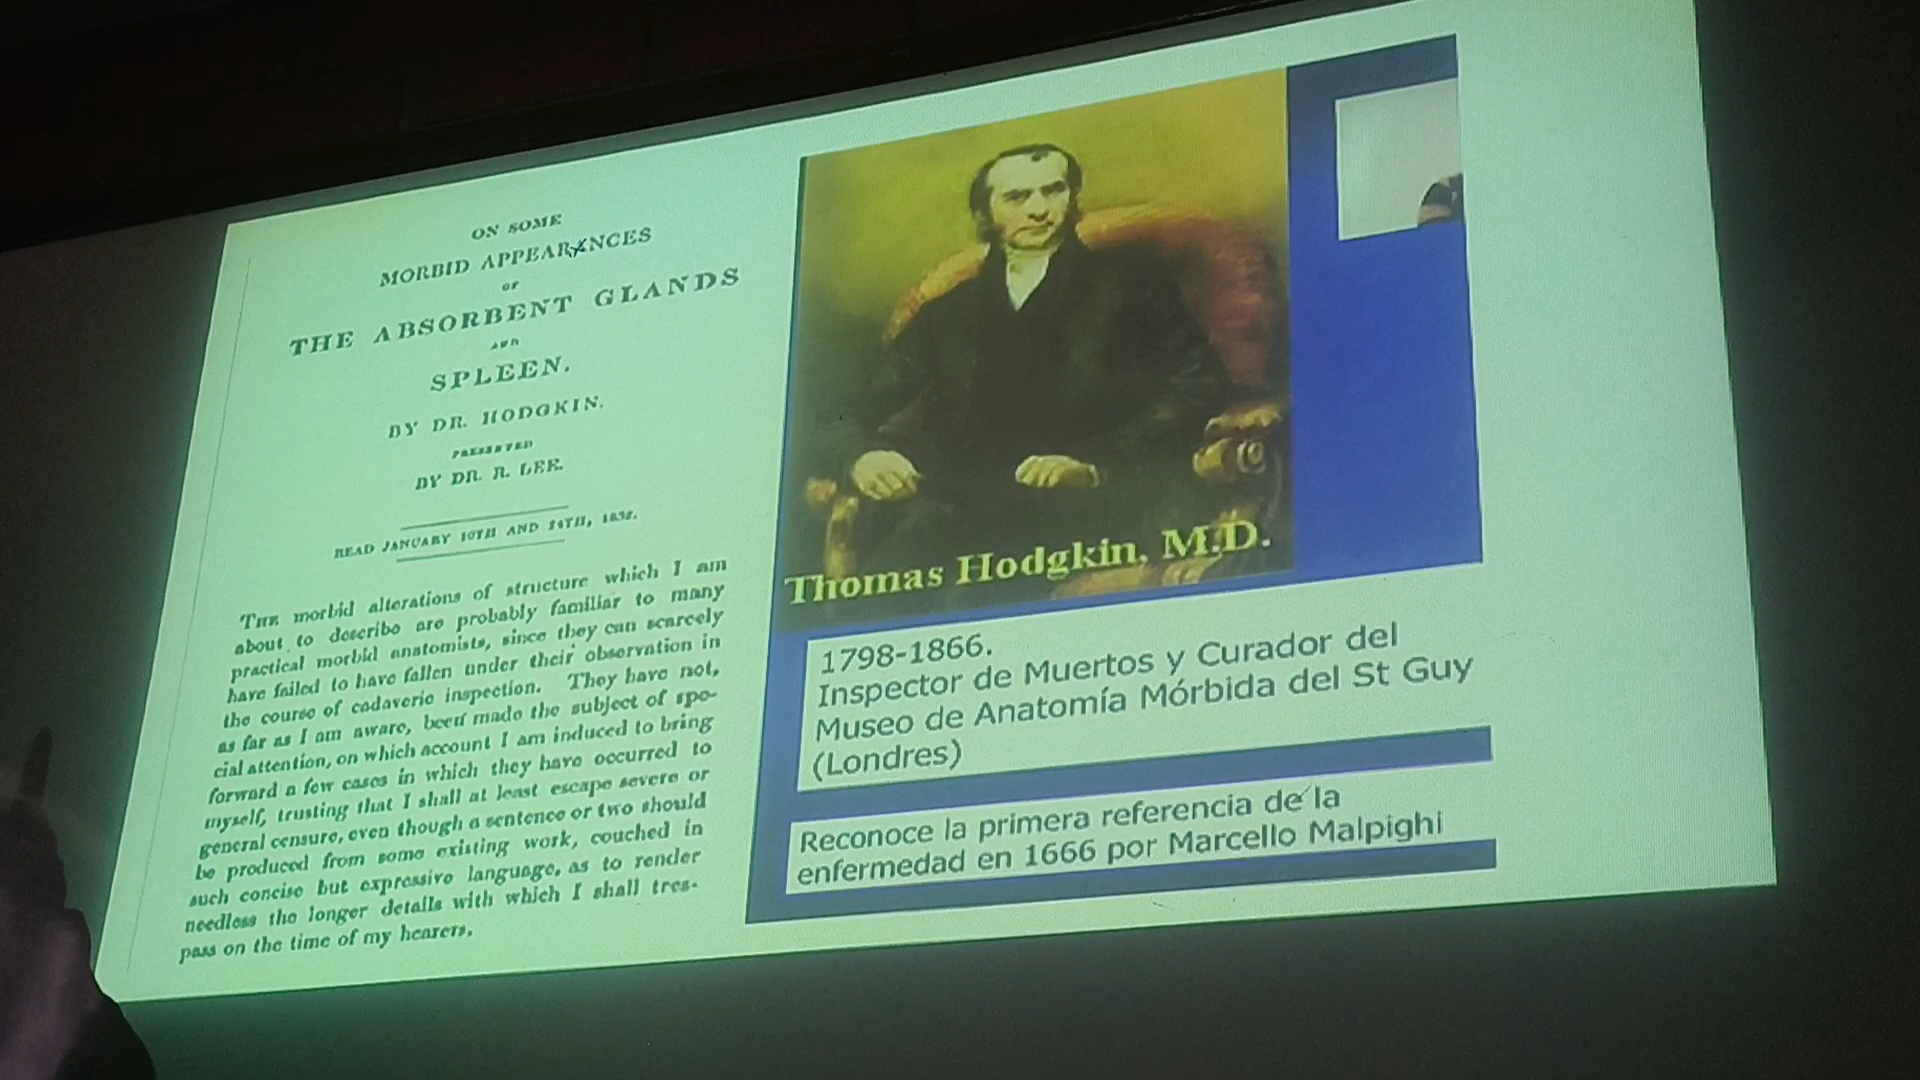 ON SOME
MORBID APPEARANCES
OF
THE ABSORBENT GLANDS
AND
SPLEEN.
BY DR. HODGKIN.
PRESENTED
BY DR. R. LEE.
READ JANUARY 10TH AND 24TH, 1832.
THE morbid alterations of structure which I am
about to describe are probably familiar to many
practical morbid anatomists, since they can scarcely
have failed to have fallen under their observation in
the course of cadaveric inspection. They have not,
as far as I am aware, been made the subject of spe-
cial attention, on which account I am induced to bring
forward a few cases in which they have occurred to
myself, trusting that I shall at least escape severe or
general censure, even though a sentence or two should
be produced from some existing work, couched in
such concise but expressive language, as to render
needless the longer details with which I shall tres-
pass on the time of my hearers.
Thomas Hodgkin, M.D.
1798-1866.
Inspector de Muertos y Curador del
Museo de Anatomía Mórbida del St Guy
(Londres)
Reconoce la primera referencia de la
enfermedad en 1666 por Marcello Malpighi